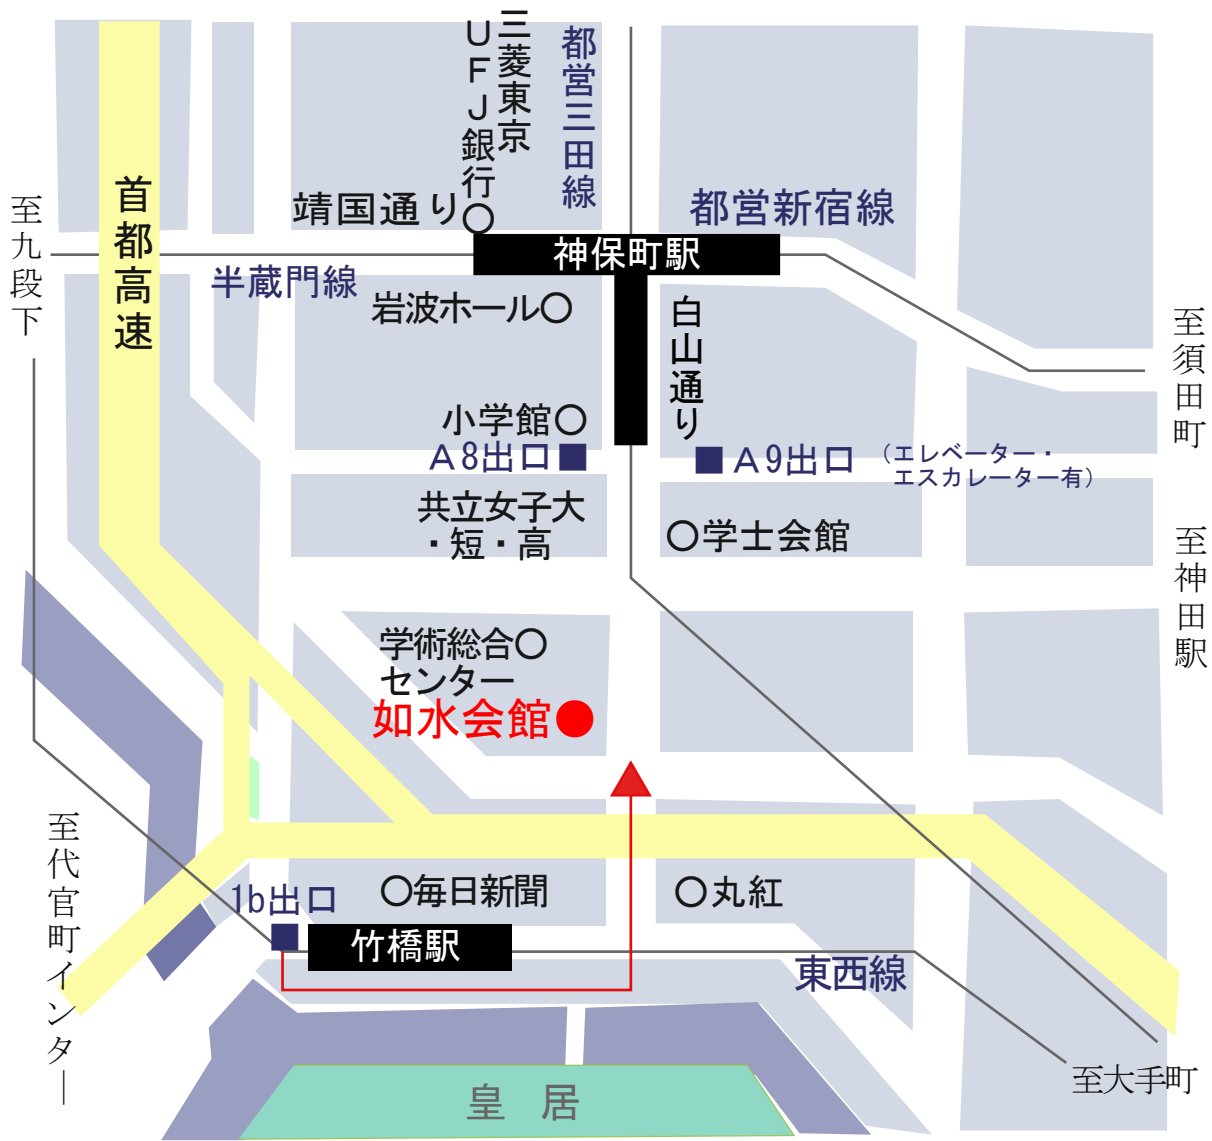 三菱東京
ＵＦＪ銀行
都営三田線
首都高速
靖国通り
都営新宿線
至九段下
神保町駅
半蔵門線
岩波ホール
白山通り
至須田町
小学館
Ａ8出口
Ａ9出口
（エレベーター・
エスカレーター有）
共立女子大
・短・高
学士会館
至神田駅
学術総合
センター
如水会館
至代官町インター
1b出口
毎日新聞
丸紅
竹橋駅
東西線
至大手町
皇居